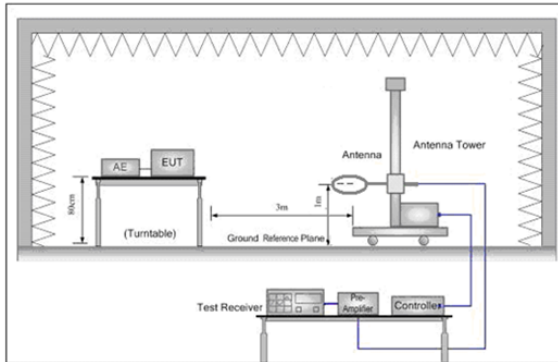 Antenna Tower
Antenna
AE
EUT
80cm
(Turntable)
3m
1m
Ground Reference Plane
Test Receiver
Pre-
Amplifier
Controller